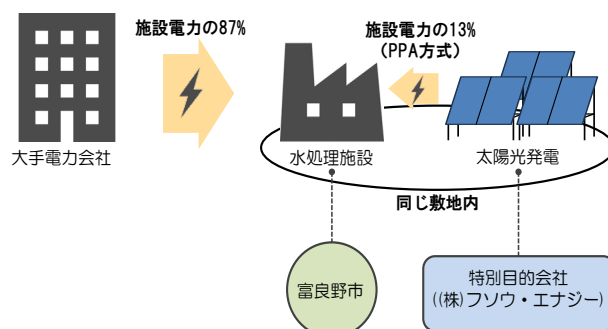 施設電力の87%
施設電力の13%
（PPA方式）
大手電力会社
水処理施設
太陽光発電
同じ敷地内
富良野市
特別目的会社
((株)フソウ・エナジー)